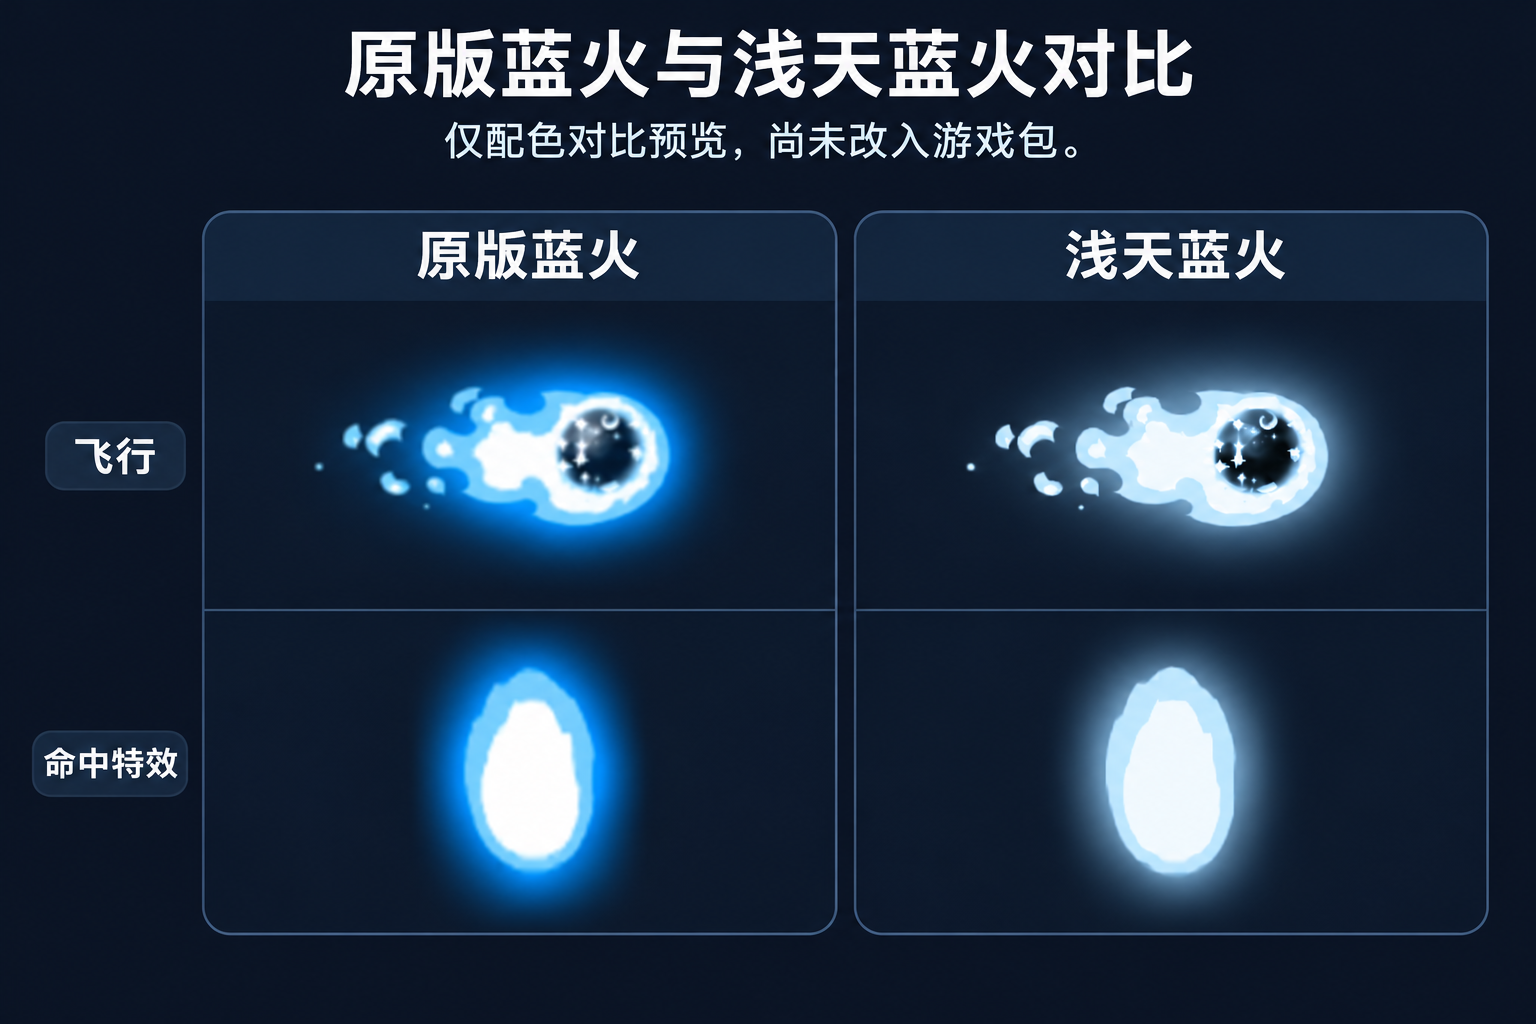 原版蓝火与浅天蓝火对比
仅配色对比预览，尚未改入游戏包。
原版蓝火
浅天蓝火
飞行
命中特效